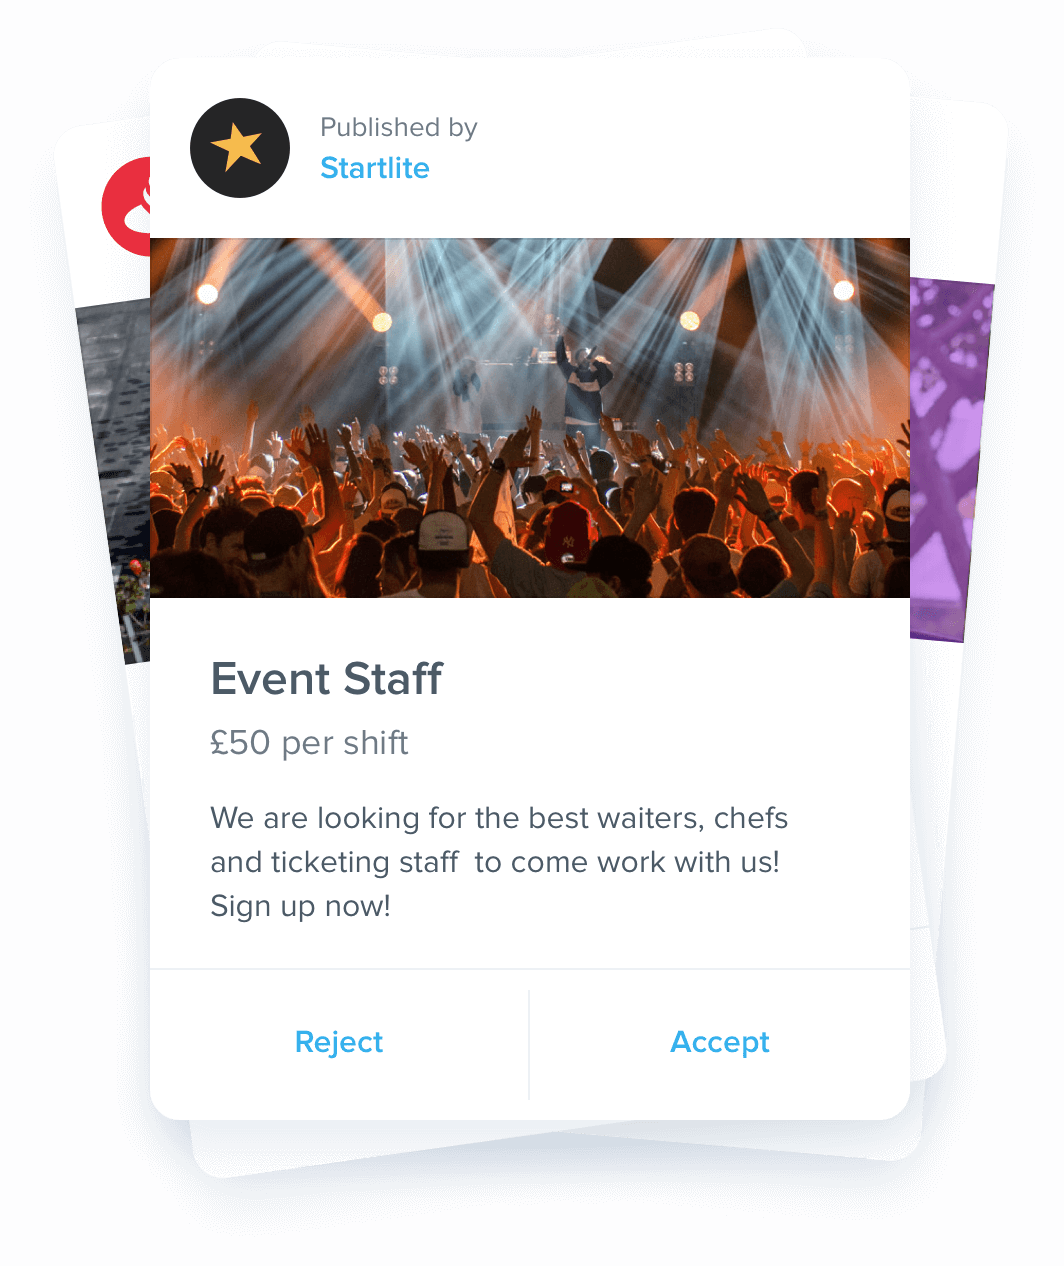 Published by
Startlite
Event Staff
£50 per shift
We are looking for the best waiters, chefs
and ticketing staff  to come work with us!
Sign up now!
Reject
Accept